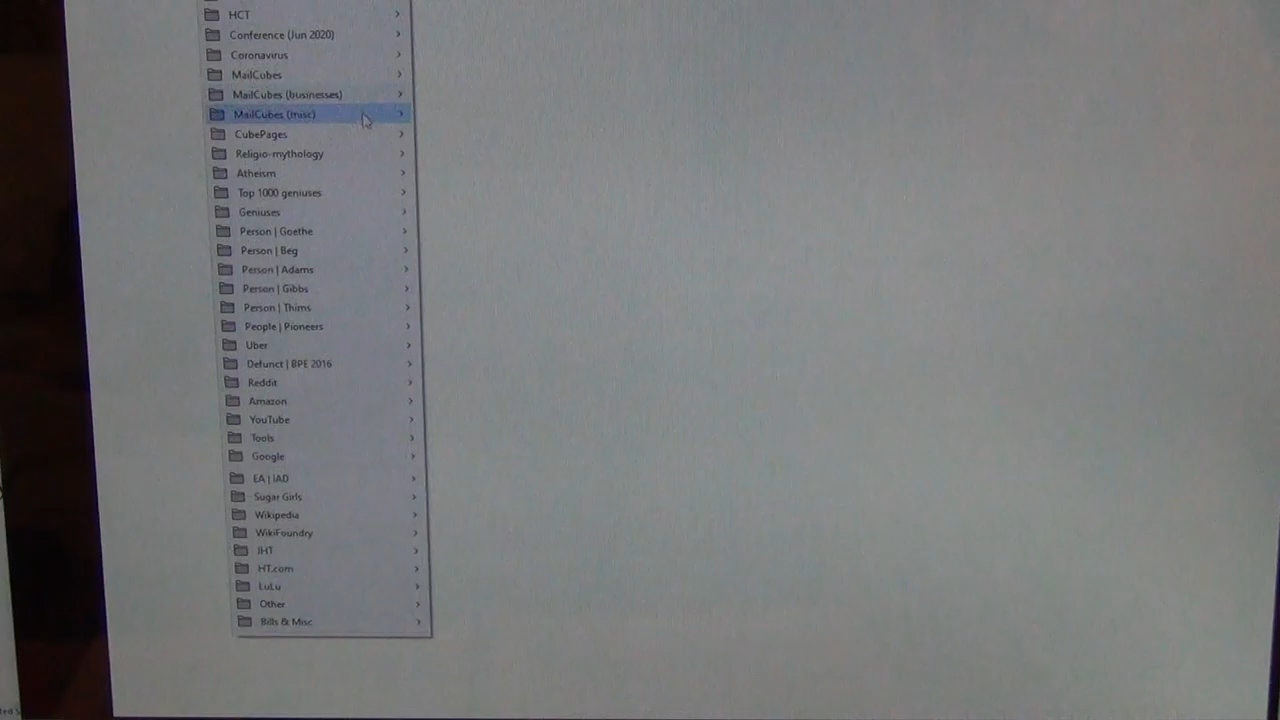 HCT
Conference (Jun 2020)
Coronavirus
MailCubes
MailCubes (businesses)
MailCubes (misc)
CubePages
Religio-mythology
Atheism
Top 1000 geniuses
Geniuses
Person | Goethe
Person | Beg
Person | Adams
Person | Gibbs
Person | Thims
People | Pioneers
Uber
Defunct | BPE 2016
Reddit
Amazon
YouTube
Tools
Google
EA | IAD
Sugar Girls
Wikipedia
WikiFoundry
JHT
HT.com
LuLu
Other
Bills & Misc